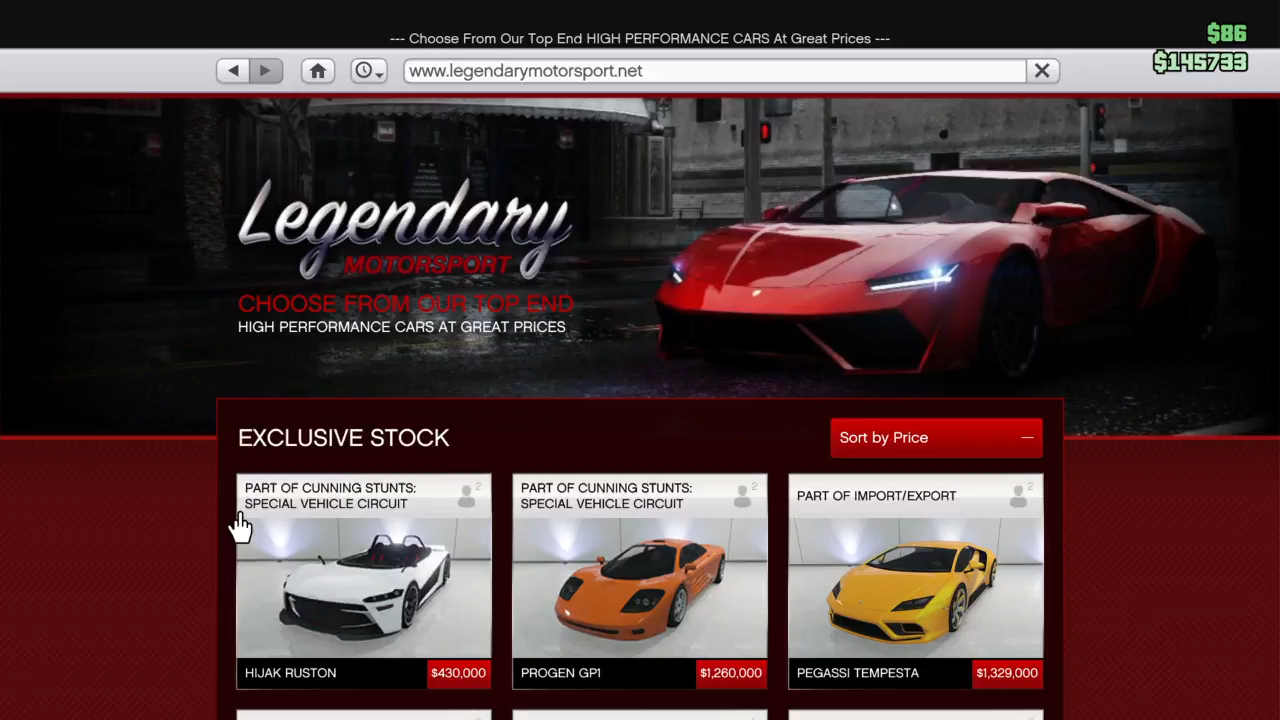 --- Choose From Our Top End HIGH PERFORMANCE CARS At Great Prices ---
$86
$145733
www.legendarymotorsport.net
Legendary
MOTORSPORT
CHOOSE FROM OUR TOP END
HIGH PERFORMANCE CARS AT GREAT PRICES
EXCLUSIVE STOCK
Sort by Price
PART OF CUNNING STUNTS:
SPECIAL VEHICLE CIRCUIT
2
PART OF CUNNING STUNTS:
SPECIAL VEHICLE CIRCUIT
2
PART OF IMPORT/EXPORT
2
HIJAK RUSTON
$430,000
PROGEN GP1
$1,260,000
PEGASSI TEMPESTA
$1,329,000